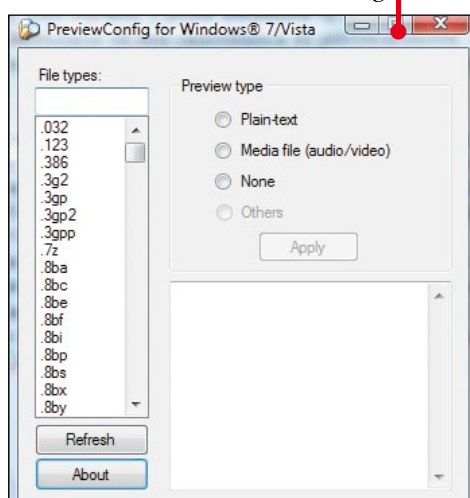 PreviewConfig for Windows® 7/Vista
File types:
.032
.123
.386
.3g2
.3gp
.3gp2
.3gpp
.7z
.8ba
.8bc
.8be
.8bf
.8bi
.8bp
.8bs
.8bx
.8by
Refresh
About
Preview type
Plain-text
Media file (audio/video)
None
Others
Apply